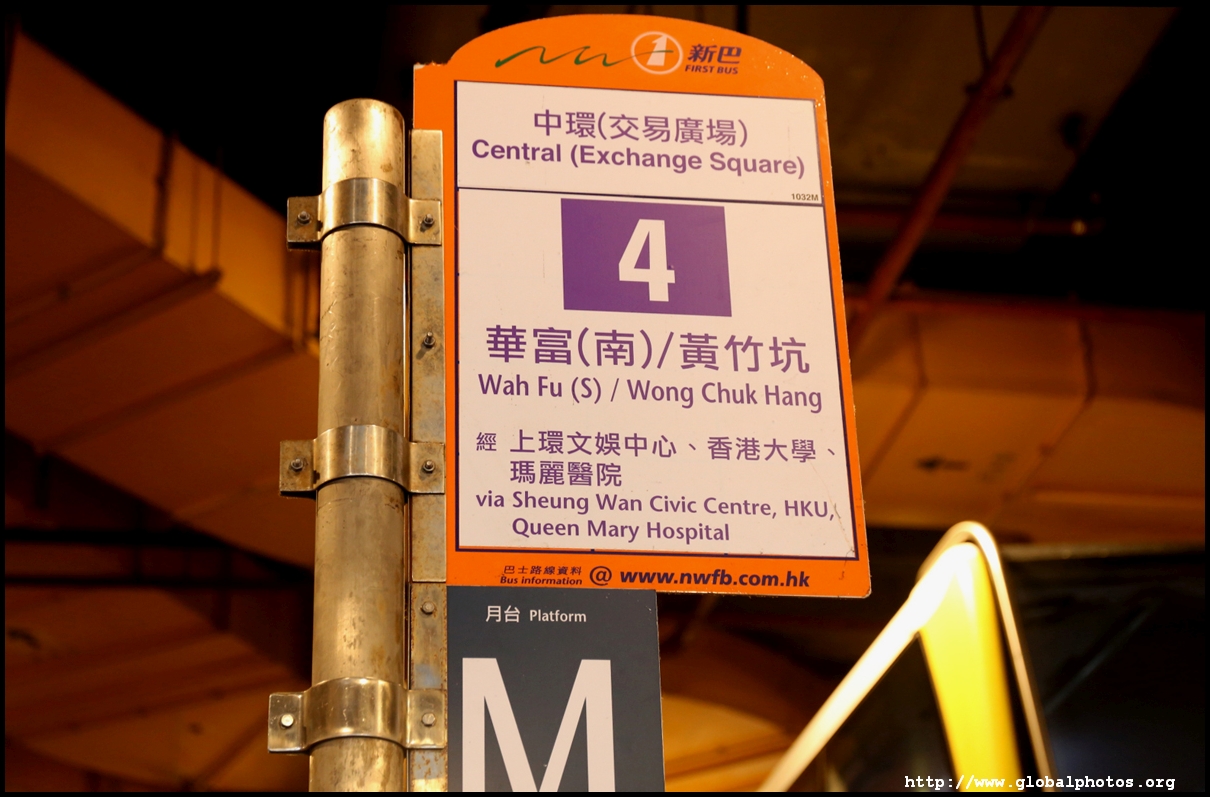 1 新巴
FIRST BUS
中環(交易廣場)
Central (Exchange Square)
1032M
4
華富(南)/黃竹坑
Wah Fu (S) / Wong Chuk Hang
經 上環文娛中心、香港大學、
瑪麗醫院
via Sheung Wan Civic Centre, HKU,
Queen Mary Hospital
巴士路線資料
Bus information @ www.nwfb.com.hk
3
月台 Platform
M
http://www.globalphotos.org